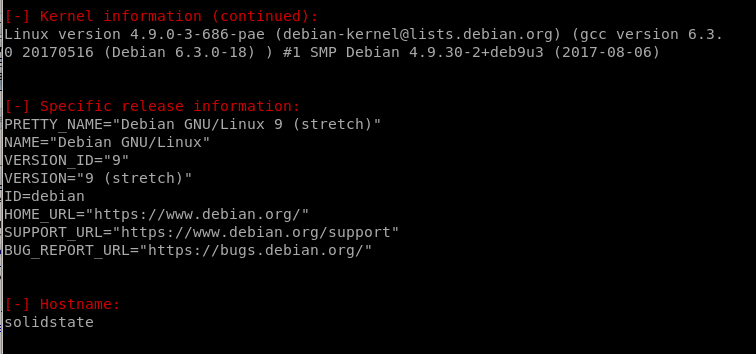 [-] Kernel information (continued):
Linux version 4.9.0-3-686-pae (debian-kernel@lists.debian.org) (gcc version 6.3.
0 20170516 (Debian 6.3.0-18) ) #1 SMP Debian 4.9.30-2+deb9u3 (2017-08-06)
[-] Specific release information:
PRETTY_NAME="Debian GNU/Linux 9 (stretch)"
NAME="Debian GNU/Linux"
VERSION_ID="9"
VERSION="9 (stretch)"
ID=debian
HOME_URL="https://www.debian.org/"
SUPPORT_URL="https://www.debian.org/support"
BUG_REPORT_URL="https://bugs.debian.org/"
[-] Hostname:
solidstate